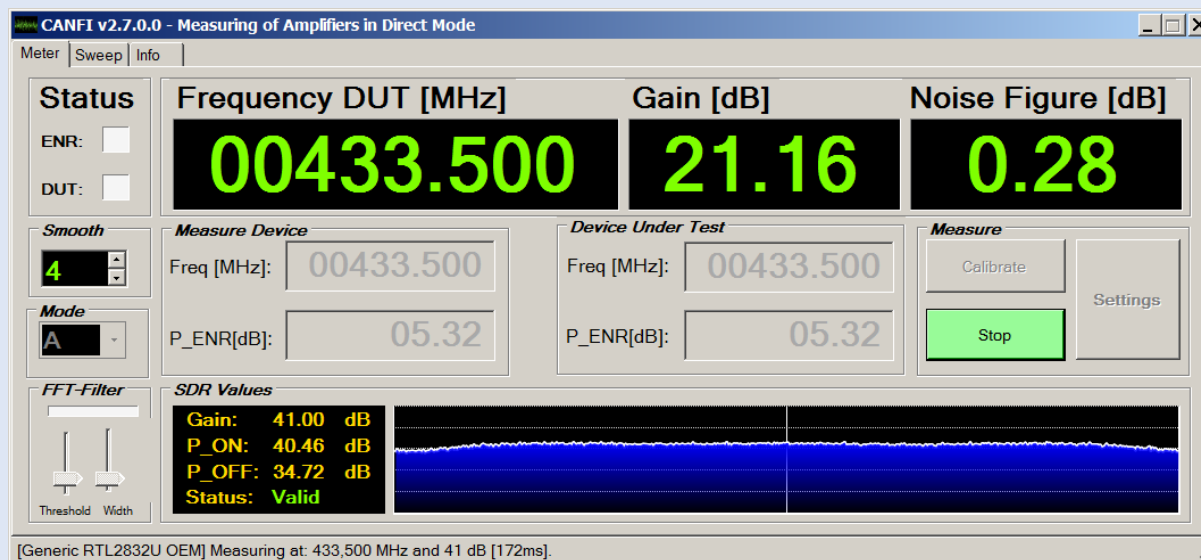 CANFI v2.7.0.0 - Measuring of Amplifiers in Direct Mode
Meter Sweep Info
Status
ENR:
DUT:
Frequency DUT [MHz] Gain [dB] Noise Figure [dB]
00433.500 21.16 0.28
Smooth
4
Mode
A
Measure Device
Freq [MHz]: 00433.500
P_ENR[dB]: 05.32
Device Under Test
Freq [MHz]: 00433.500
P_ENR[dB]: 05.32
Measure
Calibrate
Settings
Stop
FFT-Filter
Threshold Width
SDR Values
Gain: 41.00 dB
P_ON: 40.46 dB
P_OFF: 34.72 dB
Status: Valid
[Generic RTL2832U OEM] Measuring at: 433,500 MHz and 41 dB [172ms].